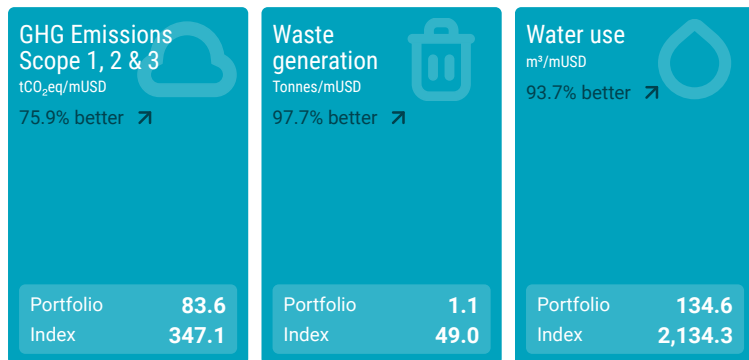 GHG Emissions
Scope 1, 2 & 3
tCO₂eq/mUSD
75.9% better
Portfolio 83.6
Index 347.1
Waste
generation
Tonnes/mUSD
97.7% better
Portfolio 1.1
Index 49.0
Water use
m³/mUSD
93.7% better
Portfolio 134.6
Index 2,134.3